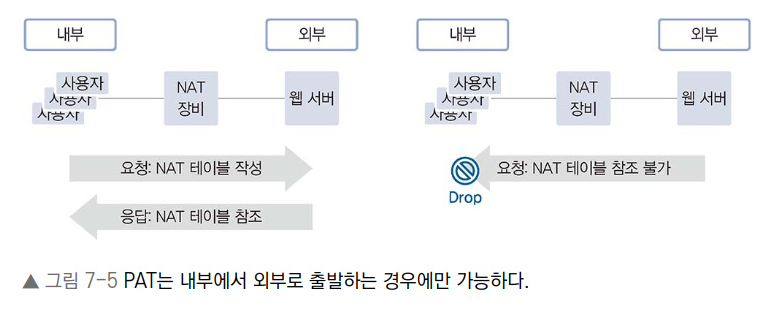 내부
외부
사용자
사용자
사용자
NAT
장비
웹 서버
요청: NAT 테이블 작성
응답: NAT 테이블 참조
내부
외부
사용자
사용자
사용자
NAT
장비
웹 서버
요청: NAT 테이블 참조 불가
Drop
▲ 그림 7-5 PAT는 내부에서 외부로 출발하는 경우에만 가능하다.